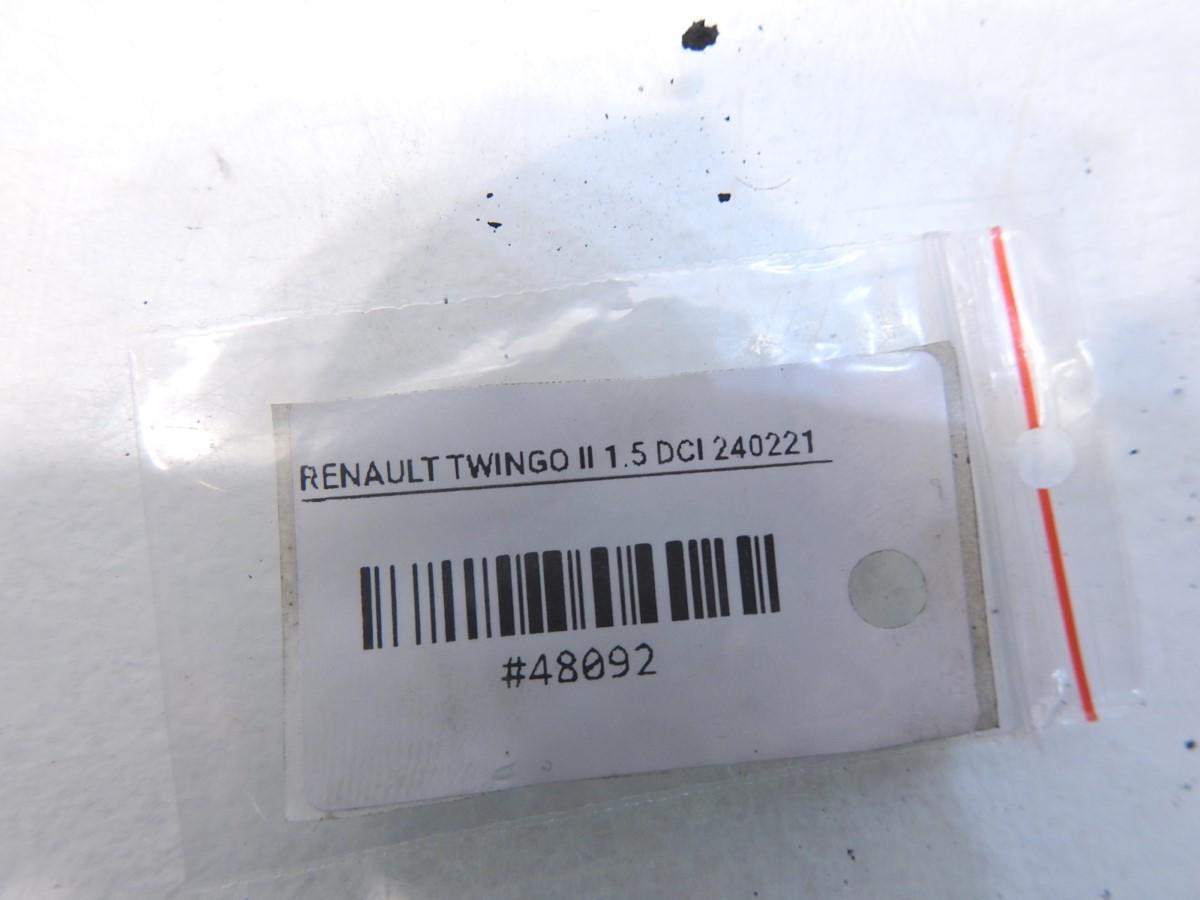 RENAULT TWINGO II 1.5 DCI 240221
#48092